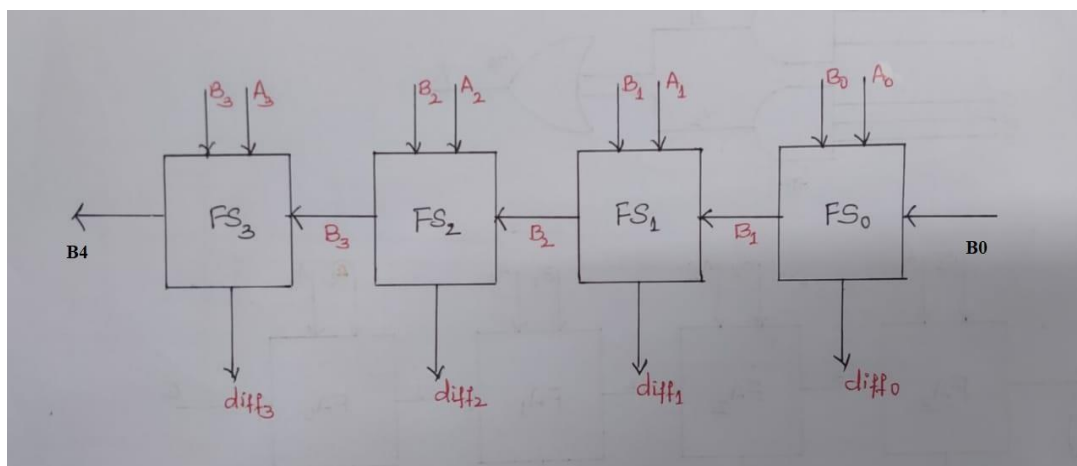 B₃ A₃ B₂ A₂ B₁ A₁ B₀ A₀
FS₃ FS₂ FS₁ FS₀
B4 B₃ B₂ B₁ B0
diff₃ diff₂ diff₁ diff₀